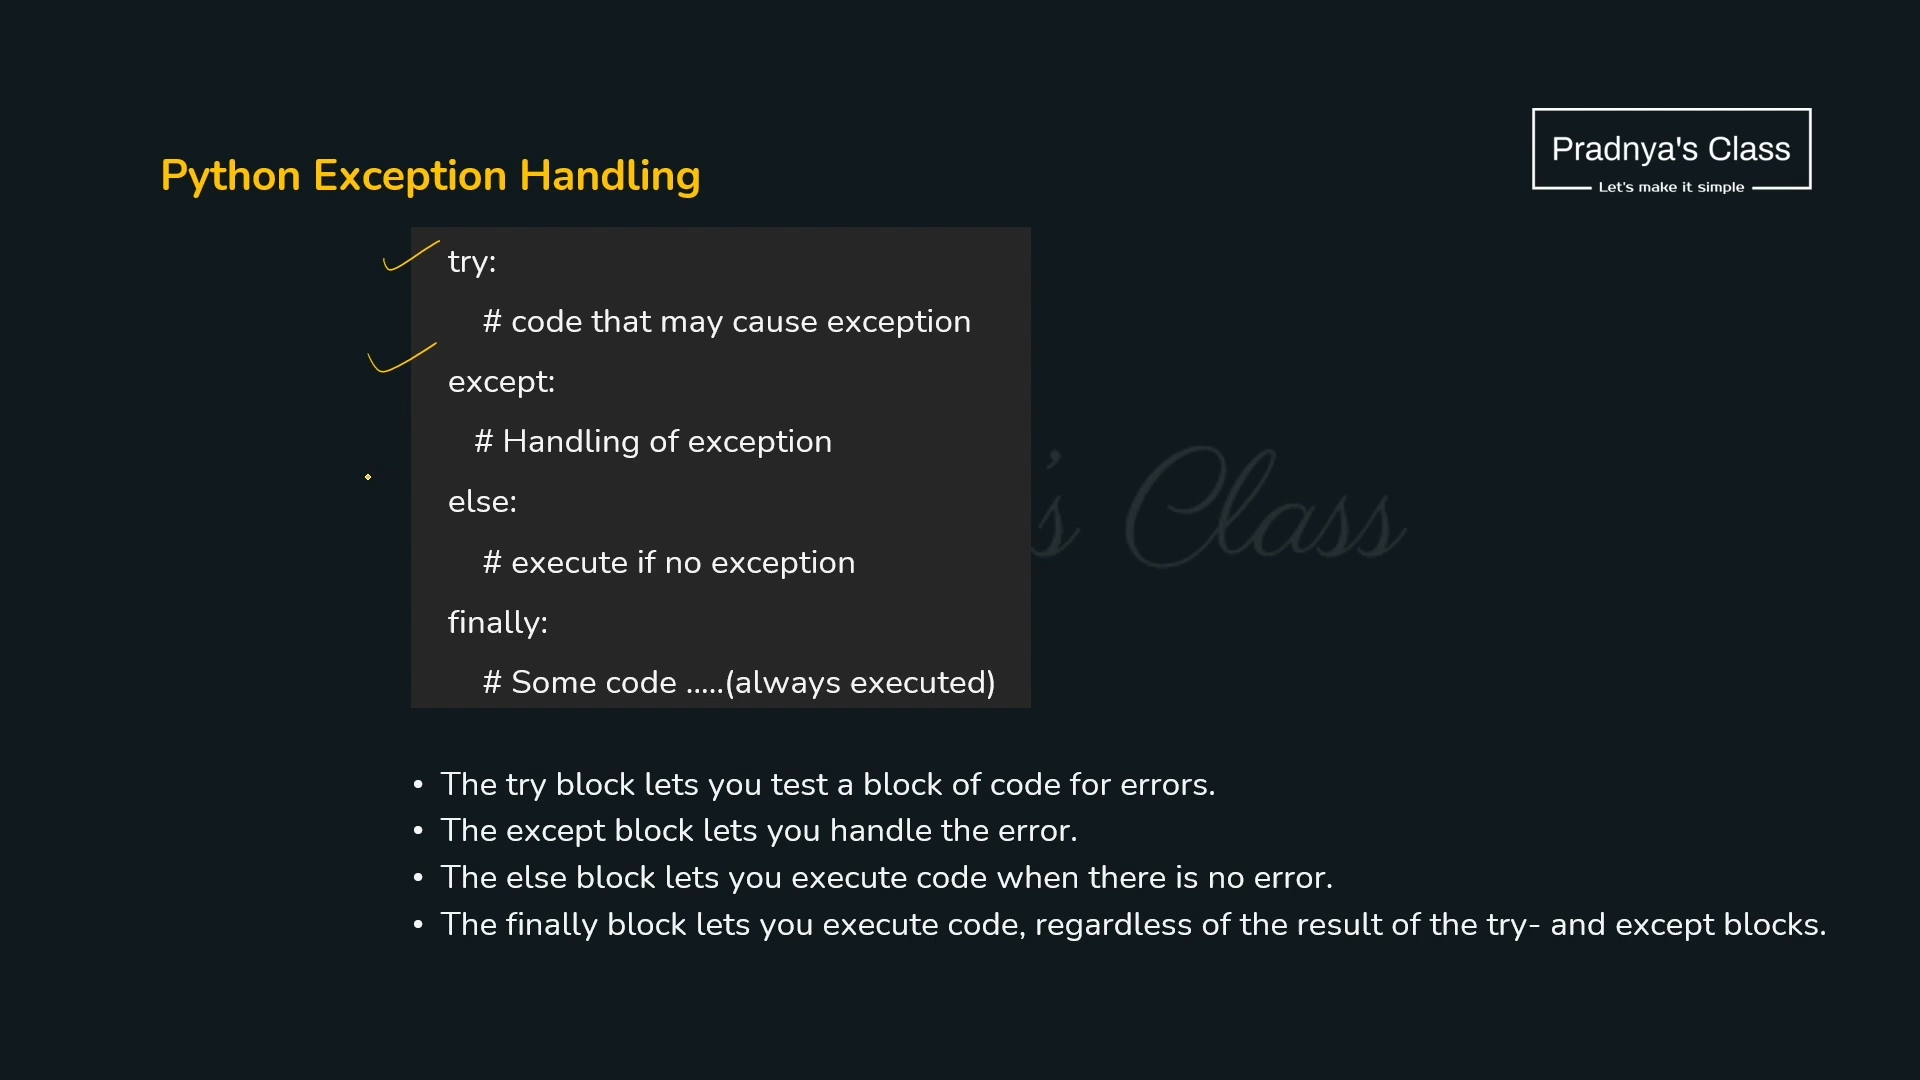 Pradnya's Class
Let's make it simple
Python Exception Handling
try:
# code that may cause exception
except:
# Handling of exception
else:
# execute if no exception
finally:
# Some code .....(always executed)
's Class
• The try block lets you test a block of code for errors.
• The except block lets you handle the error.
• The else block lets you execute code when there is no error.
• The finally block lets you execute code, regardless of the result of the try- and except blocks.